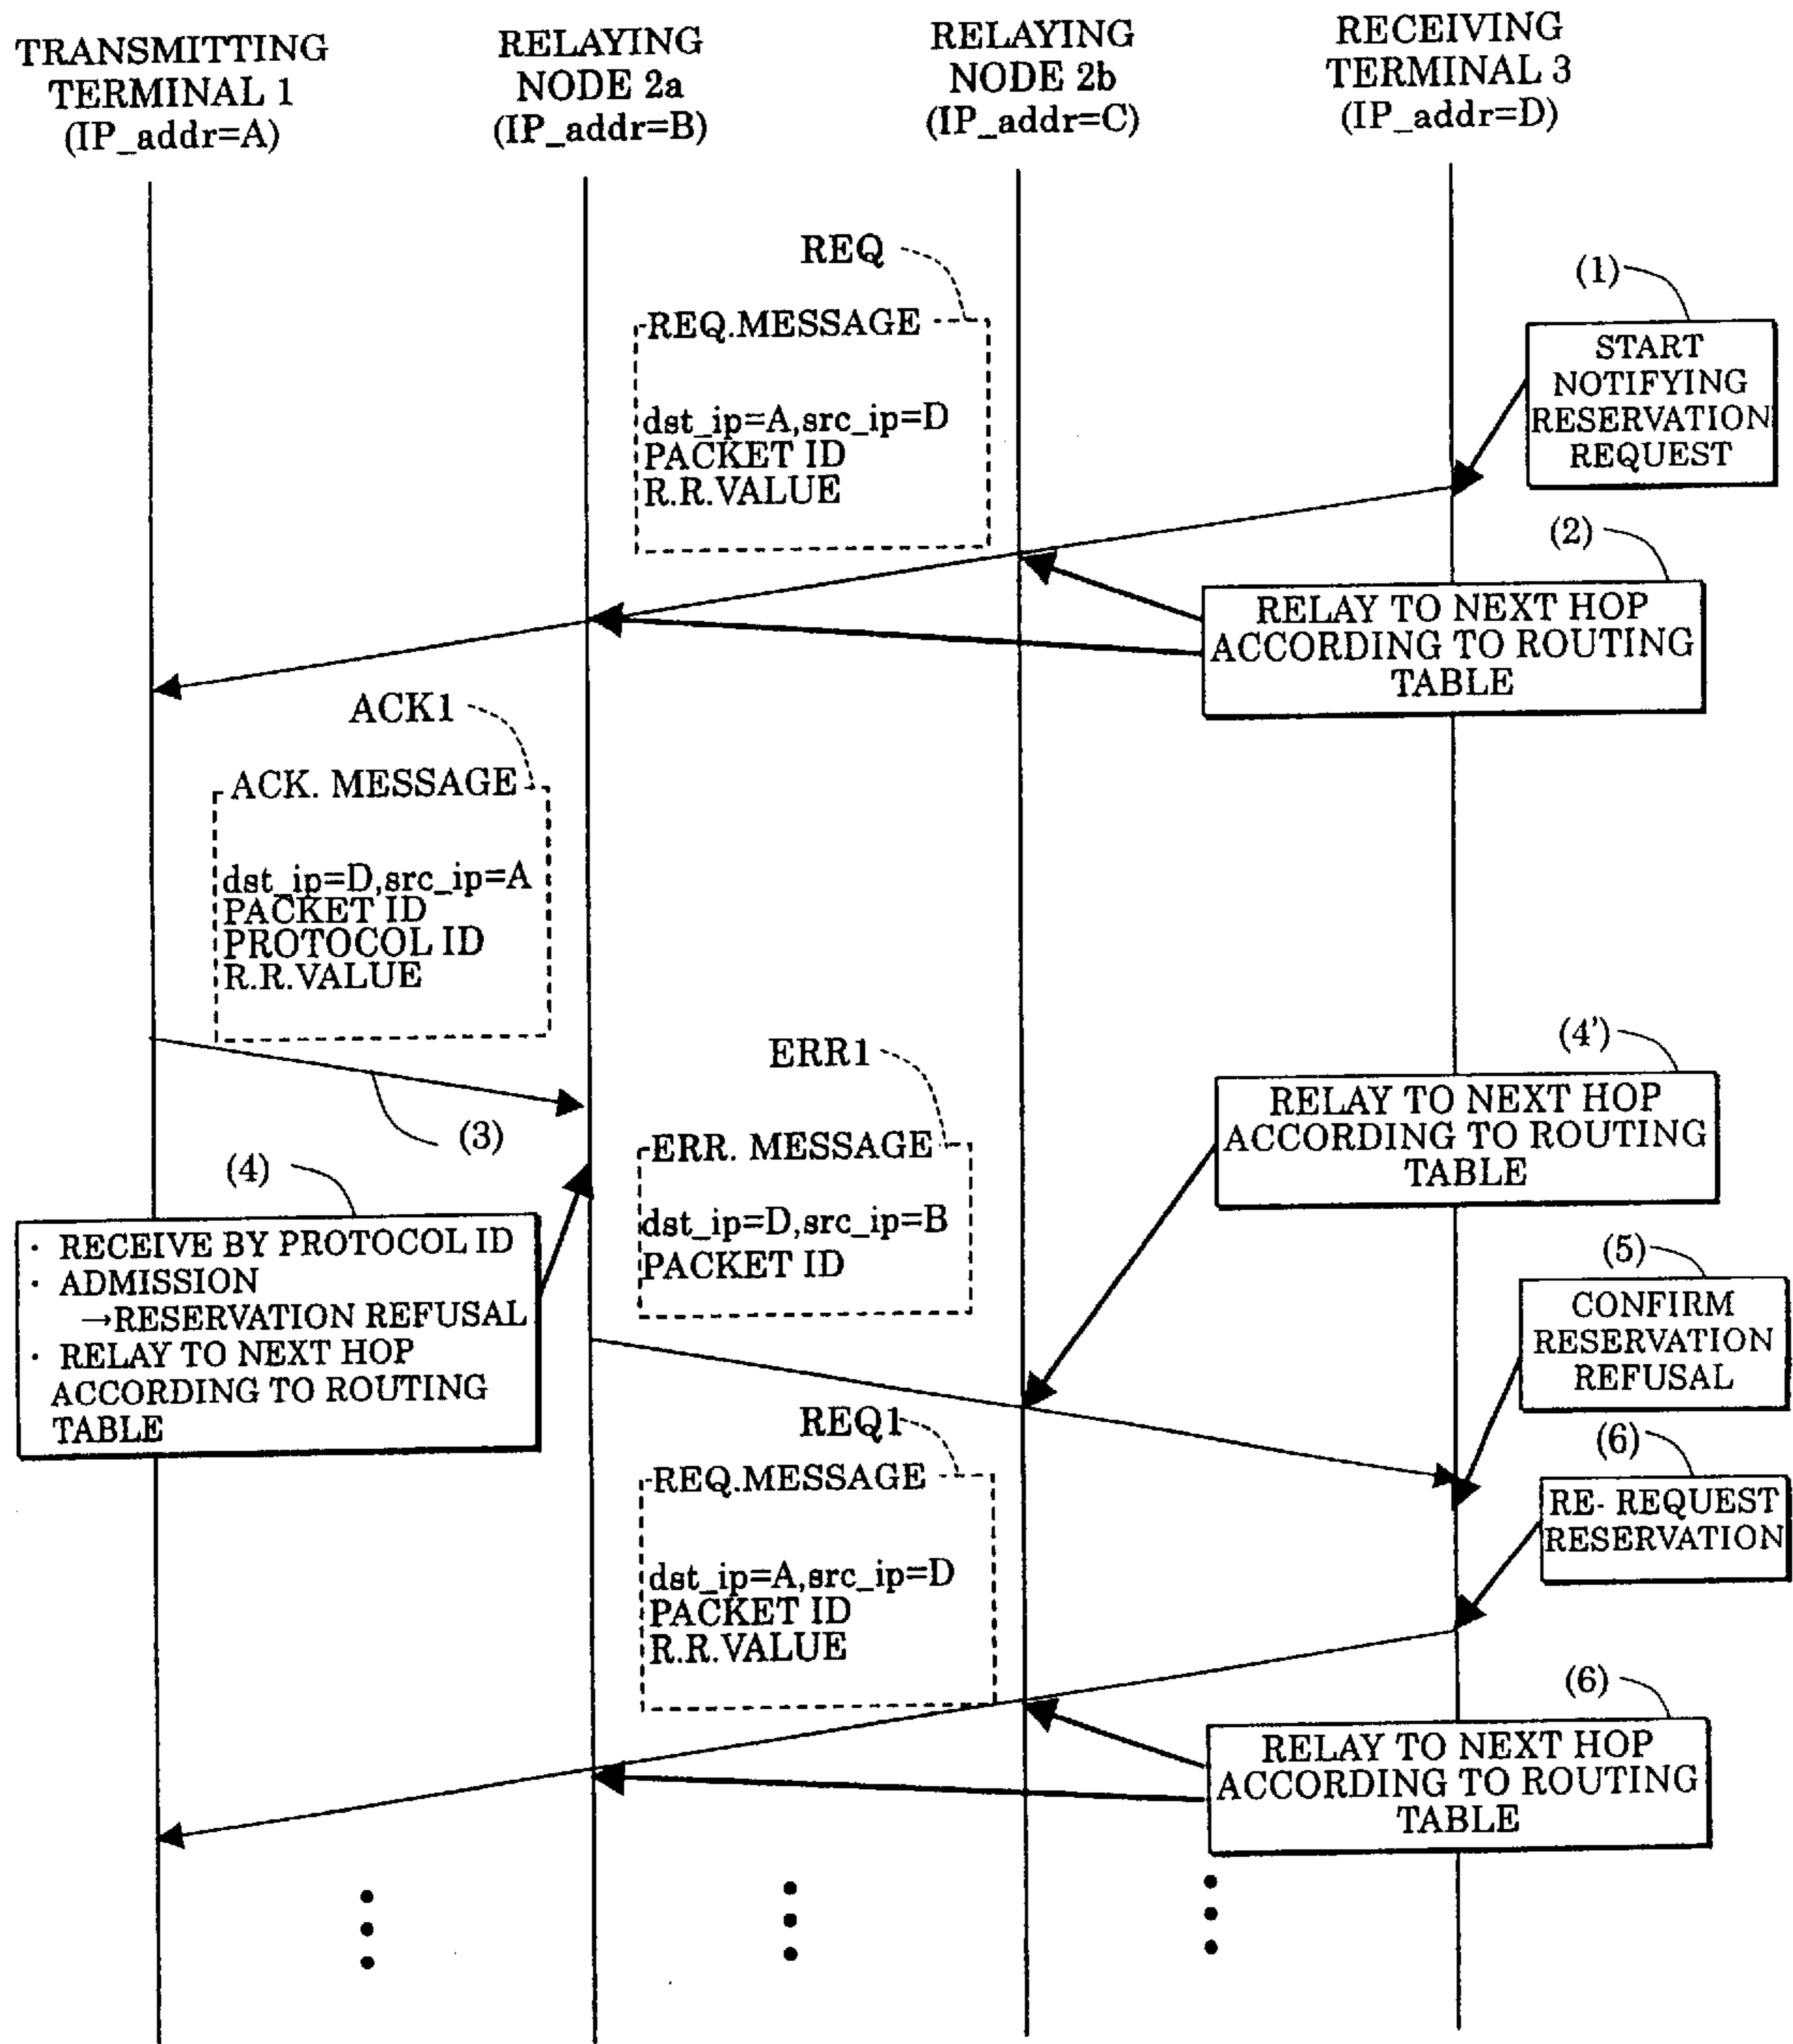 TRANSMITTING
TERMINAL 1
(IP_addr=A)
RELAYING
NODE 2a
(IP_addr=B)
RELAYING
NODE 2b
(IP_addr=C)
RECEIVING
TERMINAL 3
(IP_addr=D)
REQ
REQ.MESSAGE
dst_ip=A,src_ip=D
PACKET ID
R.R.VALUE
(1)
START
NOTIFYING
RESERVATION
REQUEST
(2)
RELAY TO NEXT HOP
ACCORDING TO ROUTING
TABLE
ACK1
ACK. MESSAGE
dst_ip=D,src_ip=A
PACKET ID
PROTOCOL ID
R.R.VALUE
(3)
(4)
· RECEIVE BY PROTOCOL ID
· ADMISSION
→RESERVATION REFUSAL
· RELAY TO NEXT HOP
ACCORDING TO ROUTING
TABLE
ERR1
ERR. MESSAGE
dst_ip=D,src_ip=B
PACKET ID
(4')
RELAY TO NEXT HOP
ACCORDING TO ROUTING
TABLE
(5)
CONFIRM
RESERVATION
REFUSAL
(6)
RE- REQUEST
RESERVATION
REQ1
REQ.MESSAGE
dst_ip=A,src_ip=D
PACKET ID
R.R.VALUE
(6)
RELAY TO NEXT HOP
ACCORDING TO ROUTING
TABLE